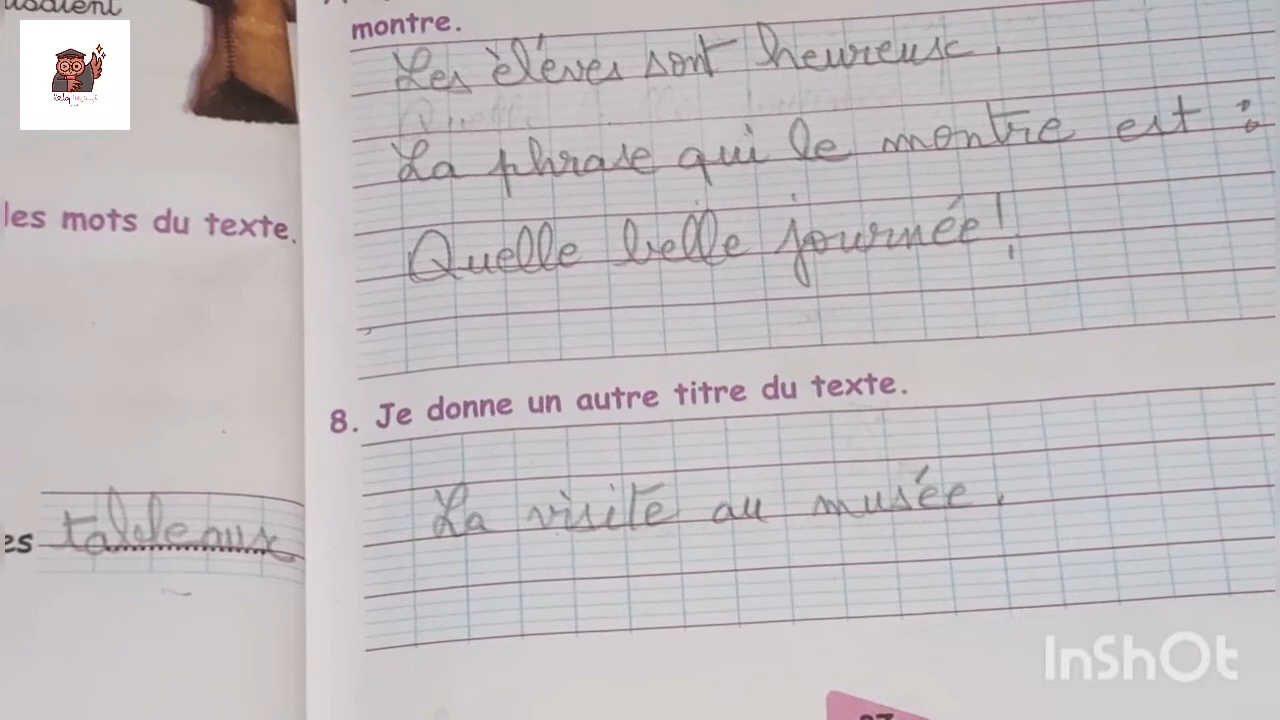 montre.
Les élèves sont heureux.
La phrase qui le montre est :
Quelle belle journée !
les mots du texte.
8. Je donne un autre titre du texte.
La visite au musée.
es tableaux
InShOt